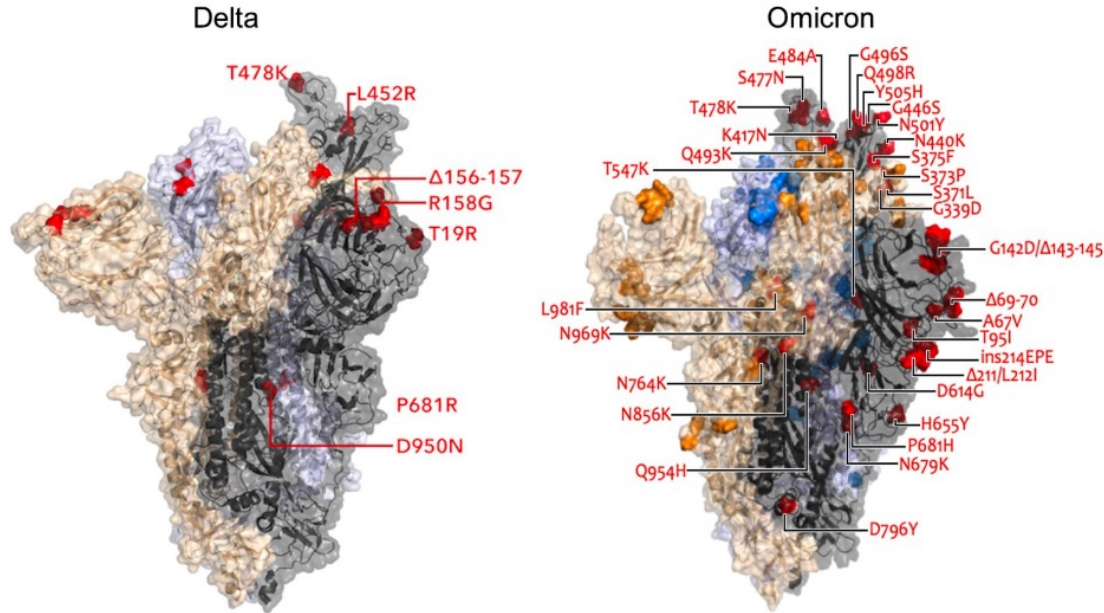 Delta
T478K
L452R
Δ156-157
R158G
T19R
P681R
D950N
Omicron
E484A
G496S
S477N
Q498R
Y505H
T478K
G446S
N501Y
K417N
N440K
Q493K
S375F
T547K
S373P
S371L
G339D
G142D/Δ143-145
L981F
Δ69-70
A67V
N969K
T95I
ins214EPE
Δ211/L212I
N764K
D614G
N856K
H655Y
P681H
Q954H
N679K
D796Y